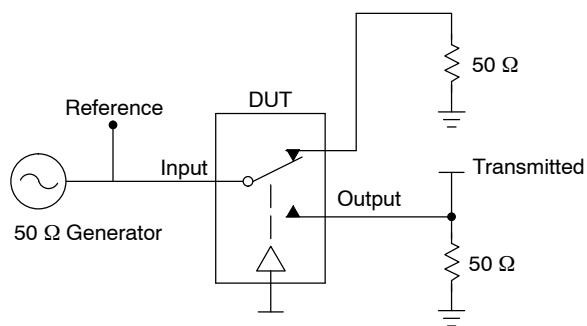 50 Ω
DUT
Reference
Input
Transmitted
Output
50 Ω Generator
50 Ω